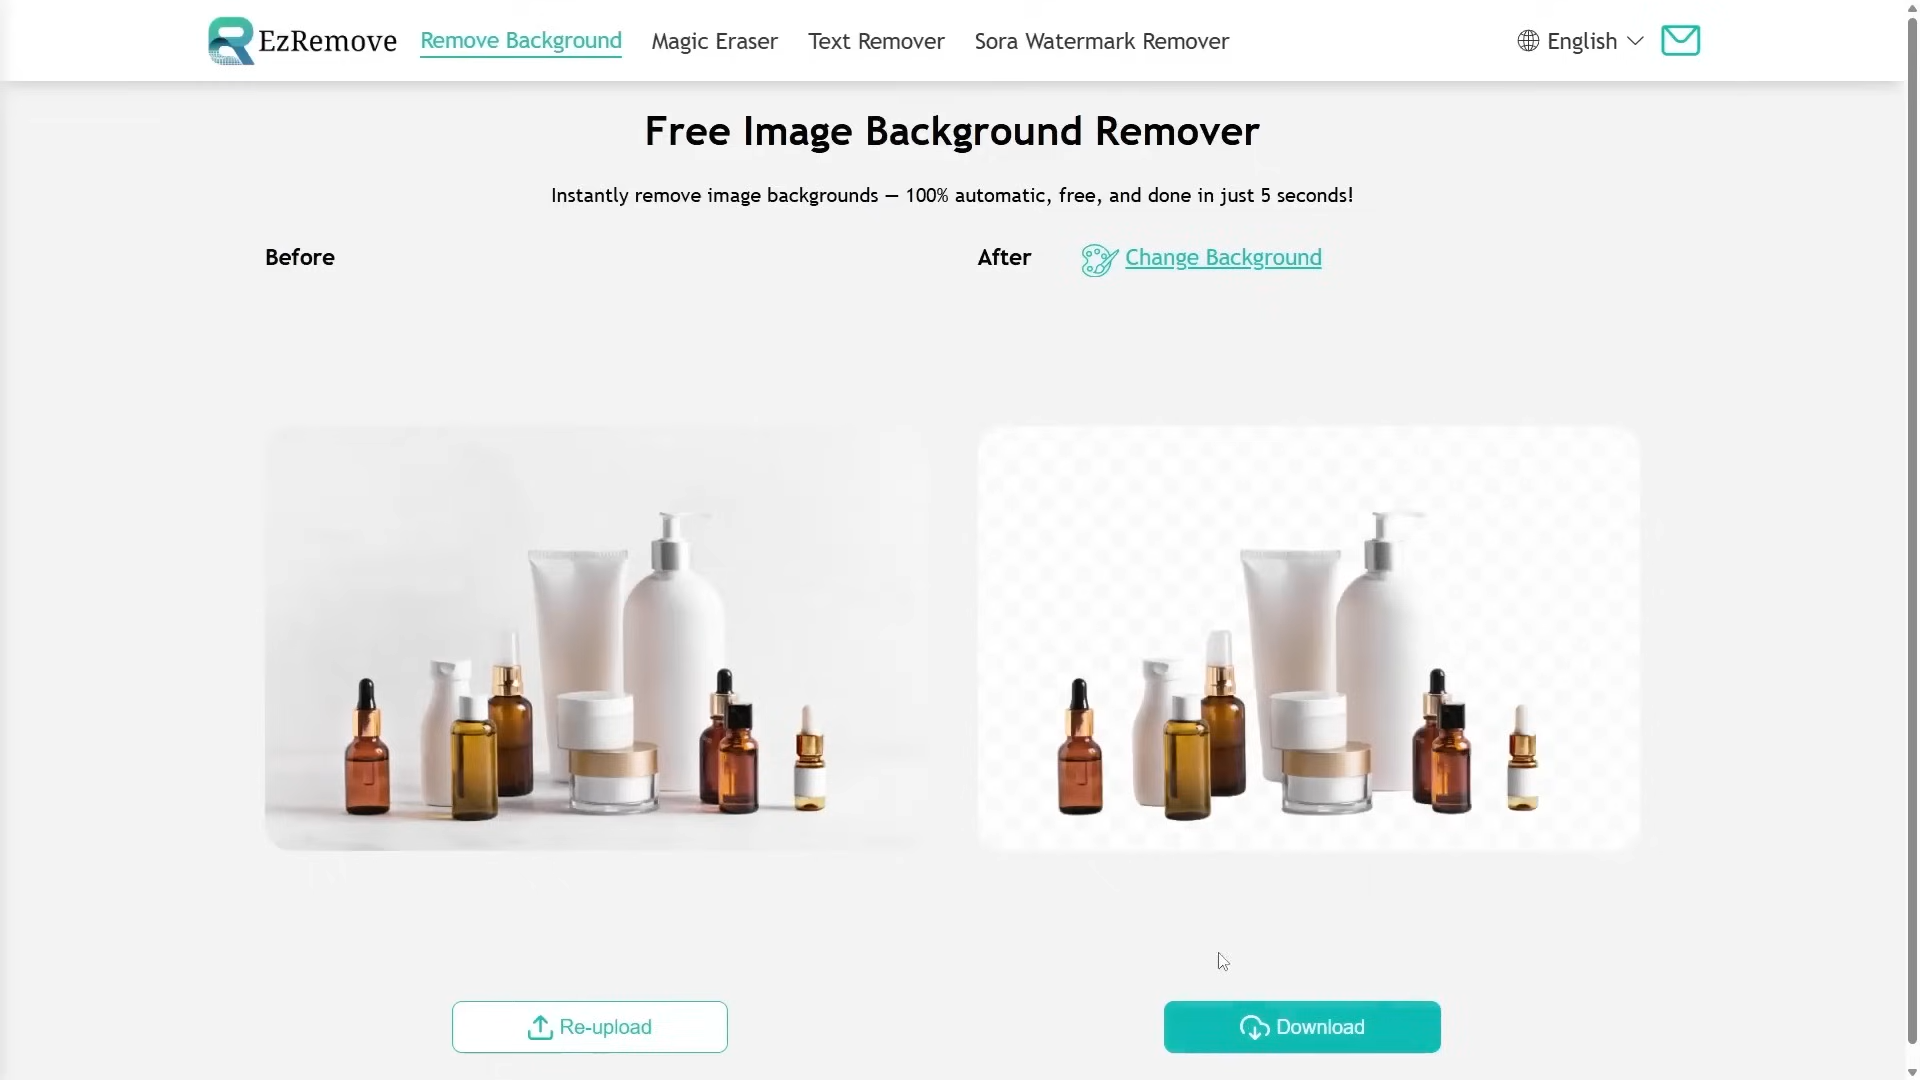 EzRemove Remove Background Magic Eraser Text Remover Sora Watermark Remover English
Free Image Background Remover
Instantly remove image backgrounds — 100% automatic, free, and done in just 5 seconds!
Before
After Change Background
Re-upload
Download